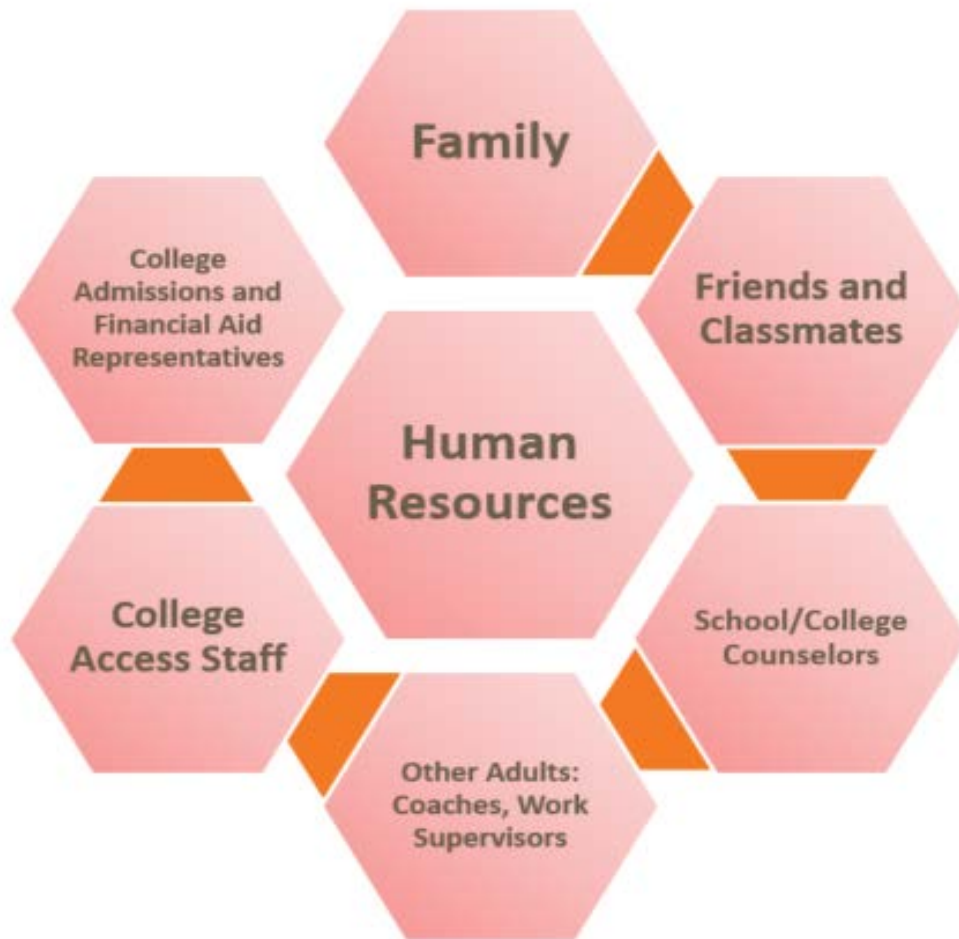 Family
Friends and
Classmates
School/College
Counselors
Other Adults:
Coaches, Work
Supervisors
College
Access Staff
College
Admissions and
Financial Aid
Representatives
Human
Resources